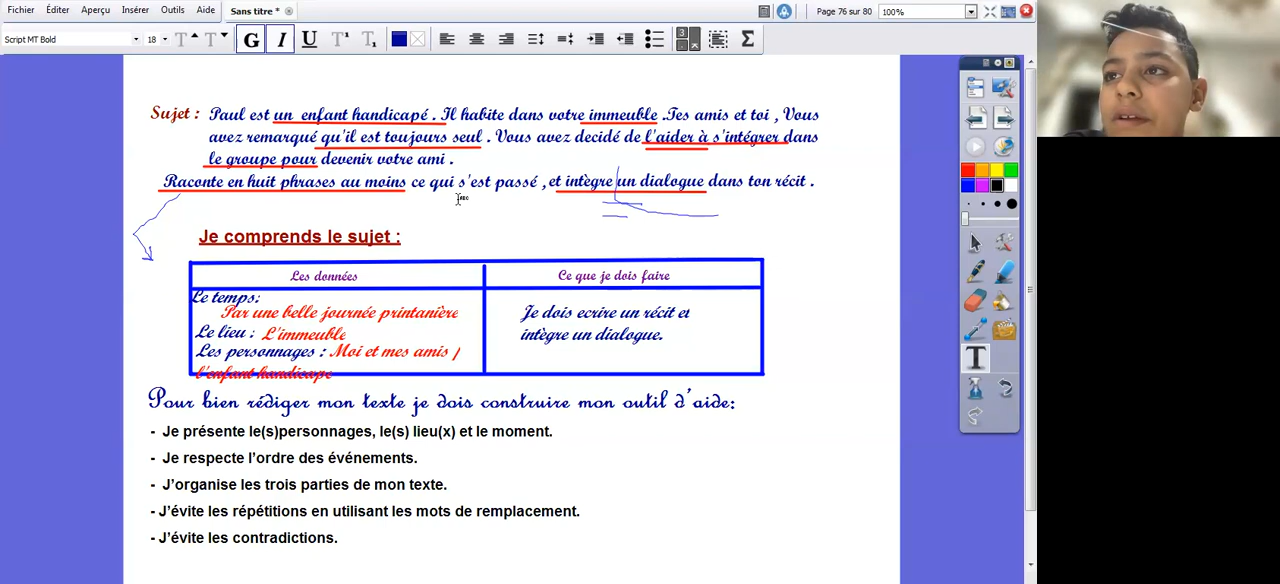 Fichier Éditer Aperçu Insérer Outils Aide Sans titre * Page 76 sur 80 100%
Script MT Bold 18 G I U
Sujet : Paul est un enfant handicapé . Il habite dans votre immeuble .Tes amis et toi , Vous
avez remarqué qu'il est toujours seul . Vous avez décidé de l'aider à s'intégrer dans
le groupe pour devenir votre ami .
Raconte en huit phrases au moins ce qui s'est passé , et intègre un dialogue dans ton récit .
Je comprends le sujet :
Les données Ce que je dois faire
Le temps:
Par une belle journée printanière
Le lieu : L'immeuble
Les personnages : Moi et mes amis /
l'enfant handicape
Je dois ecrire un récit et
intègre un dialogue.
Pour bien rédiger mon texte je dois construire mon outil d'aide:
- Je présente le(s)personnages, le(s) lieu(x) et le moment.
- Je respecte l'ordre des événements.
- J'organise les trois parties de mon texte.
- J'évite les répétitions en utilisant les mots de remplacement.
- J'évite les contradictions.